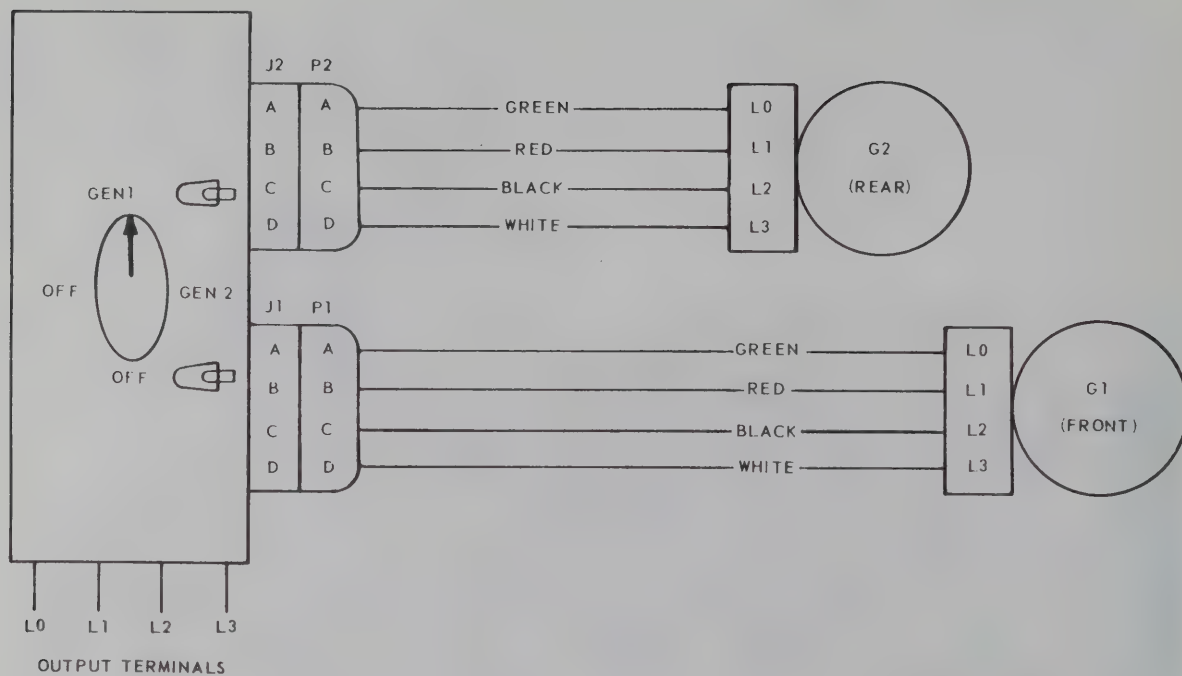 J2 P2
A A GREEN L0
B B RED L1
C C BLACK L2
D D WHITE L3
G2
(REAR)
GEN1
OFF GEN 2
OFF
J1 P1
A A GREEN L0
B B RED L1
C C BLACK L2
D D WHITE L3
G1
(FRONT)
L0 L1 L2 L3
OUTPUT TERMINALS